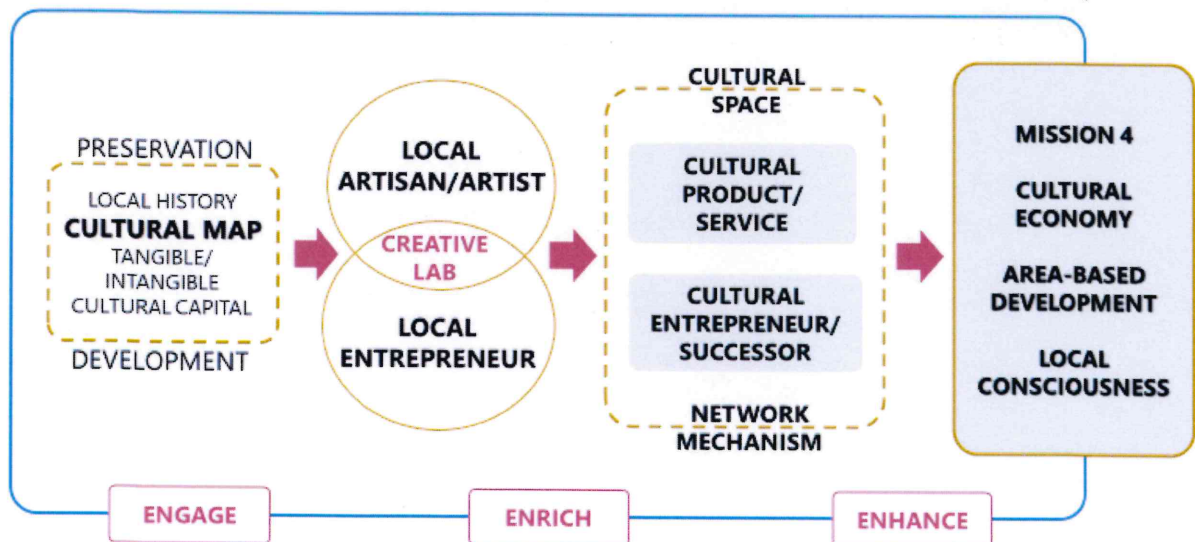 PRESERVATION
LOCAL HISTORY
CULTURAL MAP
TANGIBLE/
INTANGIBLE
CULTURAL CAPITAL
DEVELOPMENT
LOCAL
ARTISAN/ARTIST
CREATIVE
LAB
LOCAL
ENTREPRENEUR
CULTURAL
SPACE
CULTURAL
PRODUCT/
SERVICE
CULTURAL
ENTREPRENEUR/
SUCCESSOR
NETWORK
MECHANISM
MISSION 4
CULTURAL
ECONOMY
AREA-BASED
DEVELOPMENT
LOCAL
CONSCIOUSNESS
ENGAGE
ENRICH
ENHANCE